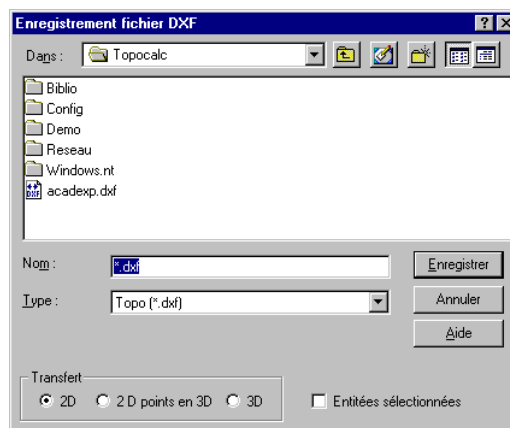 Enregistrement fichier DXF
Dans : Topocalc
Biblio
Config
Demo
Reseau
Windows.nt
acadexp.dxf
Nom : *.dxf Enregistrer
Type : Topo (*.dxf) Annuler
Aide
Transfert
2D 2 D points en 3D 3D Entitées sélectionnées